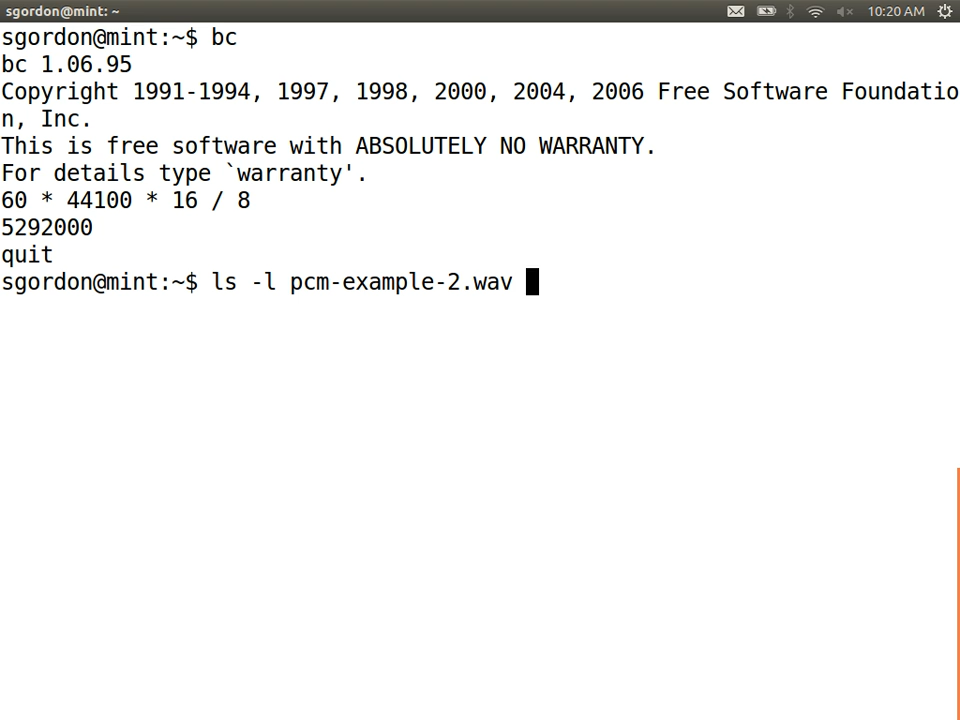 sgordon@mint: ~
10:20 AM
sgordon@mint:~$ bc
bc 1.06.95
Copyright 1991-1994, 1997, 1998, 2000, 2004, 2006 Free Software Foundatio
n, Inc.
This is free software with ABSOLUTELY NO WARRANTY.
For details type `warranty'.
60 * 44100 * 16 / 8
5292000
quit
sgordon@mint:~$ ls -l pcm-example-2.wav